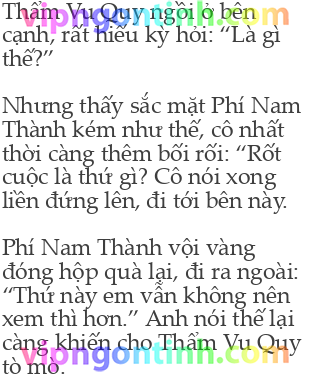 Thẩm Vu Quy ngồi ở bên
cạnh, rất hiếu kỳ hỏi: “Là gì
thế?”
Nhưng thấy sắc mặt Phí Nam
Thành kém như thế, cô nhất
thời càng thêm bối rối: “Rốt
cuộc là thứ gì? Cô nói xong
liền đứng lên, đi tới bên này.
Phí Nam Thành vội vàng
đóng hộp quà lại, đi ra ngoài:
“Thứ này em vẫn không nên
xem thì hơn.” Anh nói thế lại
càng khiến cho Thẩm Vu Quy
tò mò.
vipngontinh.com
vipngontinh.com
vipngontinh.com